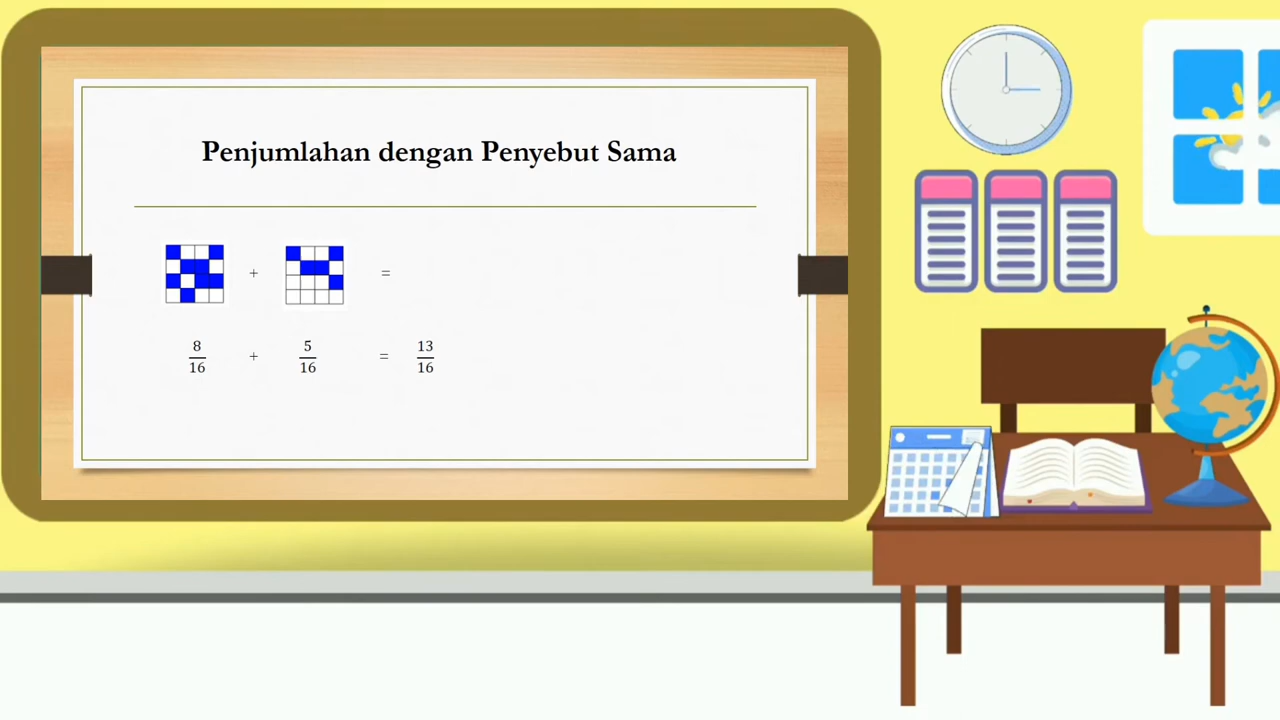 Penjumlahan dengan Penyebut Sama
+ =
8/16 + 5/16 = 13/16